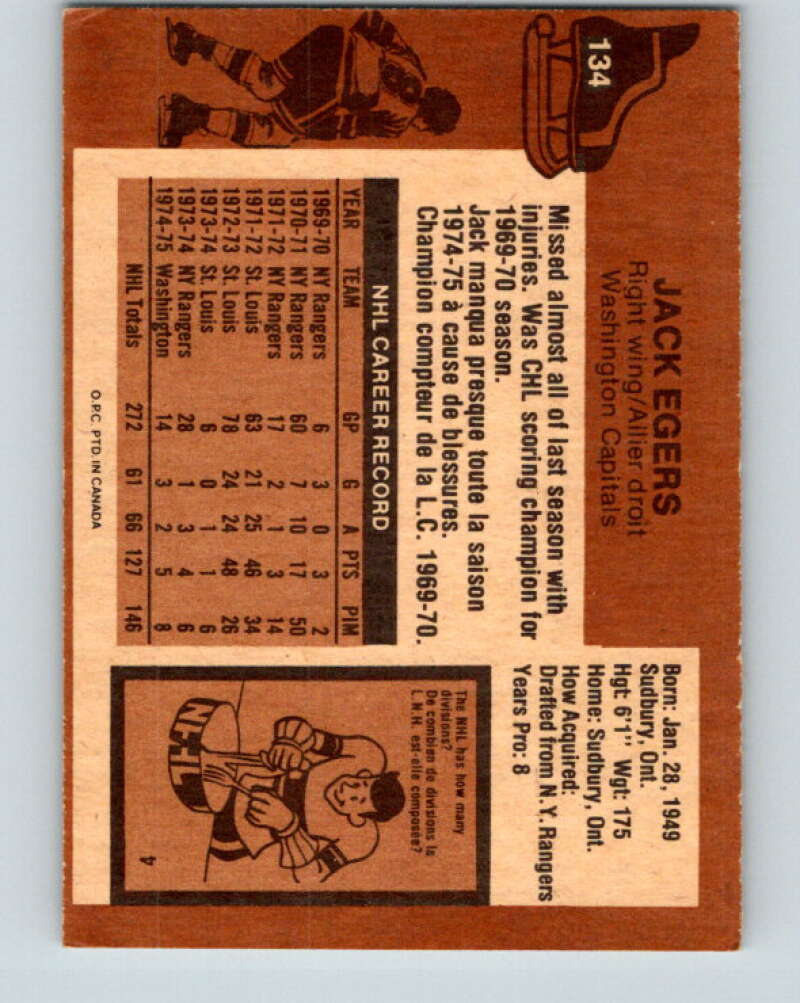 134
JACK EGERS
Right wing/Ailier droit
Washington Capitals
Born: Jan. 28, 1949
Sudbury, Ont.
Hgt: 6'1" Wgt: 175
Home: Sudbury, Ont.
How Acquired:
Drafted from N.Y. Rangers
Years Pro: 8
Missed almost all of last season with
injuries. Was CHL scoring champion for
1969-70 season.
Jack manqua presque toute la saison
1974-75 à cause de blessures.
Champion compteur de la L.C. 1969-70.
NHL CAREER RECORD
YEAR TEAM GP G A PTS PIM
1969-70 NY Rangers 6 3 0 3 2
1970-71 NY Rangers 60 7 10 17 50
1971-72 NY Rangers 17 2 1 3 14
1971-72 St. Louis 63 21 25 46 34
1972-73 St. Louis 78 24 24 48 26
1973-74 St. Louis 6 0 1 1 6
1973-74 NY Rangers 28 1 3 4 6
1974-75 Washington 14 3 2 5 8
NHL Totals 272 61 66 127 146
The NHL has how many
divisions?
De combien de divisions la
L.N.H. est-elle composée?
NHL
4
O.P.C. PTD. IN CANADA
8